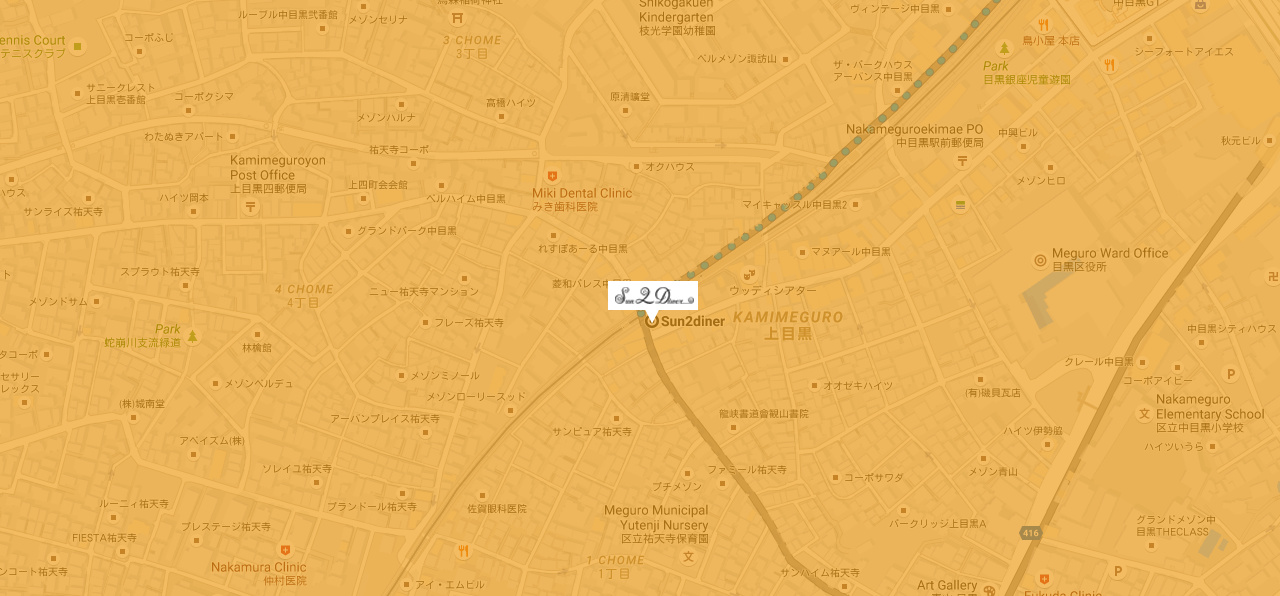 ルーブル中目黒弐番館
メゾンセリナ
烏森稲荷神社
Shikogakuen
Kindergarten
枝光学園幼稚園
ヴィンテージ中目黒
中目黒GT
ennis Court
テニスクラブ
コーポふじ
3 CHOME
3丁目
ベルメゾン諏訪山
ザ・パークハウス
アーバンス中目黒
鳥小屋 本店
シーフォートアイエス
Park
目黒銀座児童遊園
サニークレスト
上目黒壱番館
コーポクシマ
メゾンハルナ
高橋ハイツ
原清購堂
Nakameguroekimae PO
中目黒駅前郵便局
中興ビル
秋元ビル
わたぬきアパート
祐天寺コーポ
Kamimeguroyon
Post Office
上目黒四郵便局
オクハウス
メゾンヒロ
ハウス
ハイツ岡本
上四町会会館
ベルハイム中目黒
Miki Dental Clinic
みき歯科医院
マイキャッスル中目黒2
サンライズ祐天寺
グランドパーク中目黒
れすぽあーる中目黒
マヌアール中目黒
Meguro Ward Office
目黒区役所
ト
スプラウト祐天寺
4 CHOME
4丁目
ニュー祐天寺マンション
菱和パレス中目黒
ウッディシアター
メゾンドサム
Sun 2 Diner
Sun2diner
KAMIMEGURO
上目黒
Park
蛇崩川支流緑道
林檎館
フレーズ祐天寺
中目黒シティハウス
タコーポ
クレール中目黒
コーポアイビー
P
セサリー
レックス
メゾンベルデュ
メゾンミノール
メゾンローリースッド
オオゼキハイツ
(有)磯貝瓦店
Nakameguro
Elementary School
区立中目黒小学校
(株)城南堂
アーバンプレイス祐天寺
サンピュア祐天寺
龍峡書道會観山書院
ハイツ伊勢脇
アペイズム(株)
ハイツいうら
ソレイユ祐天寺
プチメゾン
ファミール祐天寺
コーポサワダ
メゾン青山
ルーニィ祐天寺
グランドール祐天寺
佐賀眼科医院
Meguro Municipal
Yutenji Nursery
区立祐天寺保育園
パークリッジ上目黒A
416
グランドメゾン中
目黒THECLASS
プレステージ祐天寺
FIESTA祐天寺
Nakamura Clinic
仲村医院
1 CHOME
1丁目
P
ンコート祐天寺
アイ・エムビル
サンハイム祐天寺
Art Gallery
Fukuda Clinic